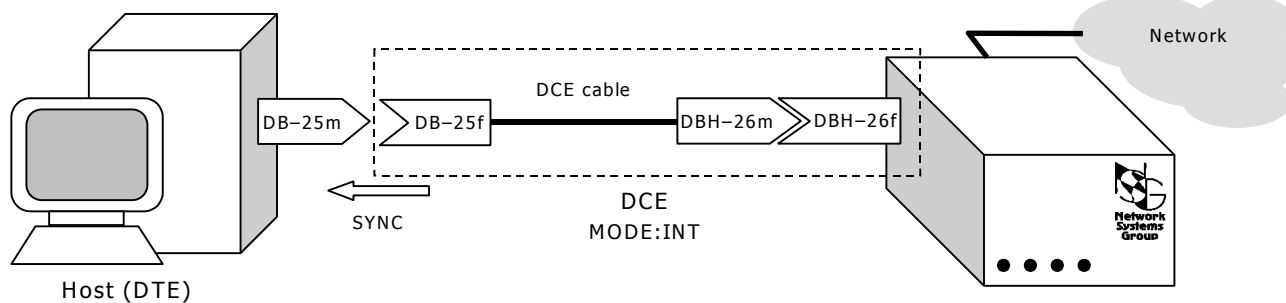 Network
DCE cable
DB–25m
DB–25f
DBH–26m
DBH–26f
SYNC
DCE
MODE:INT
NSG
Network
Systems
Group
Host (DTE)